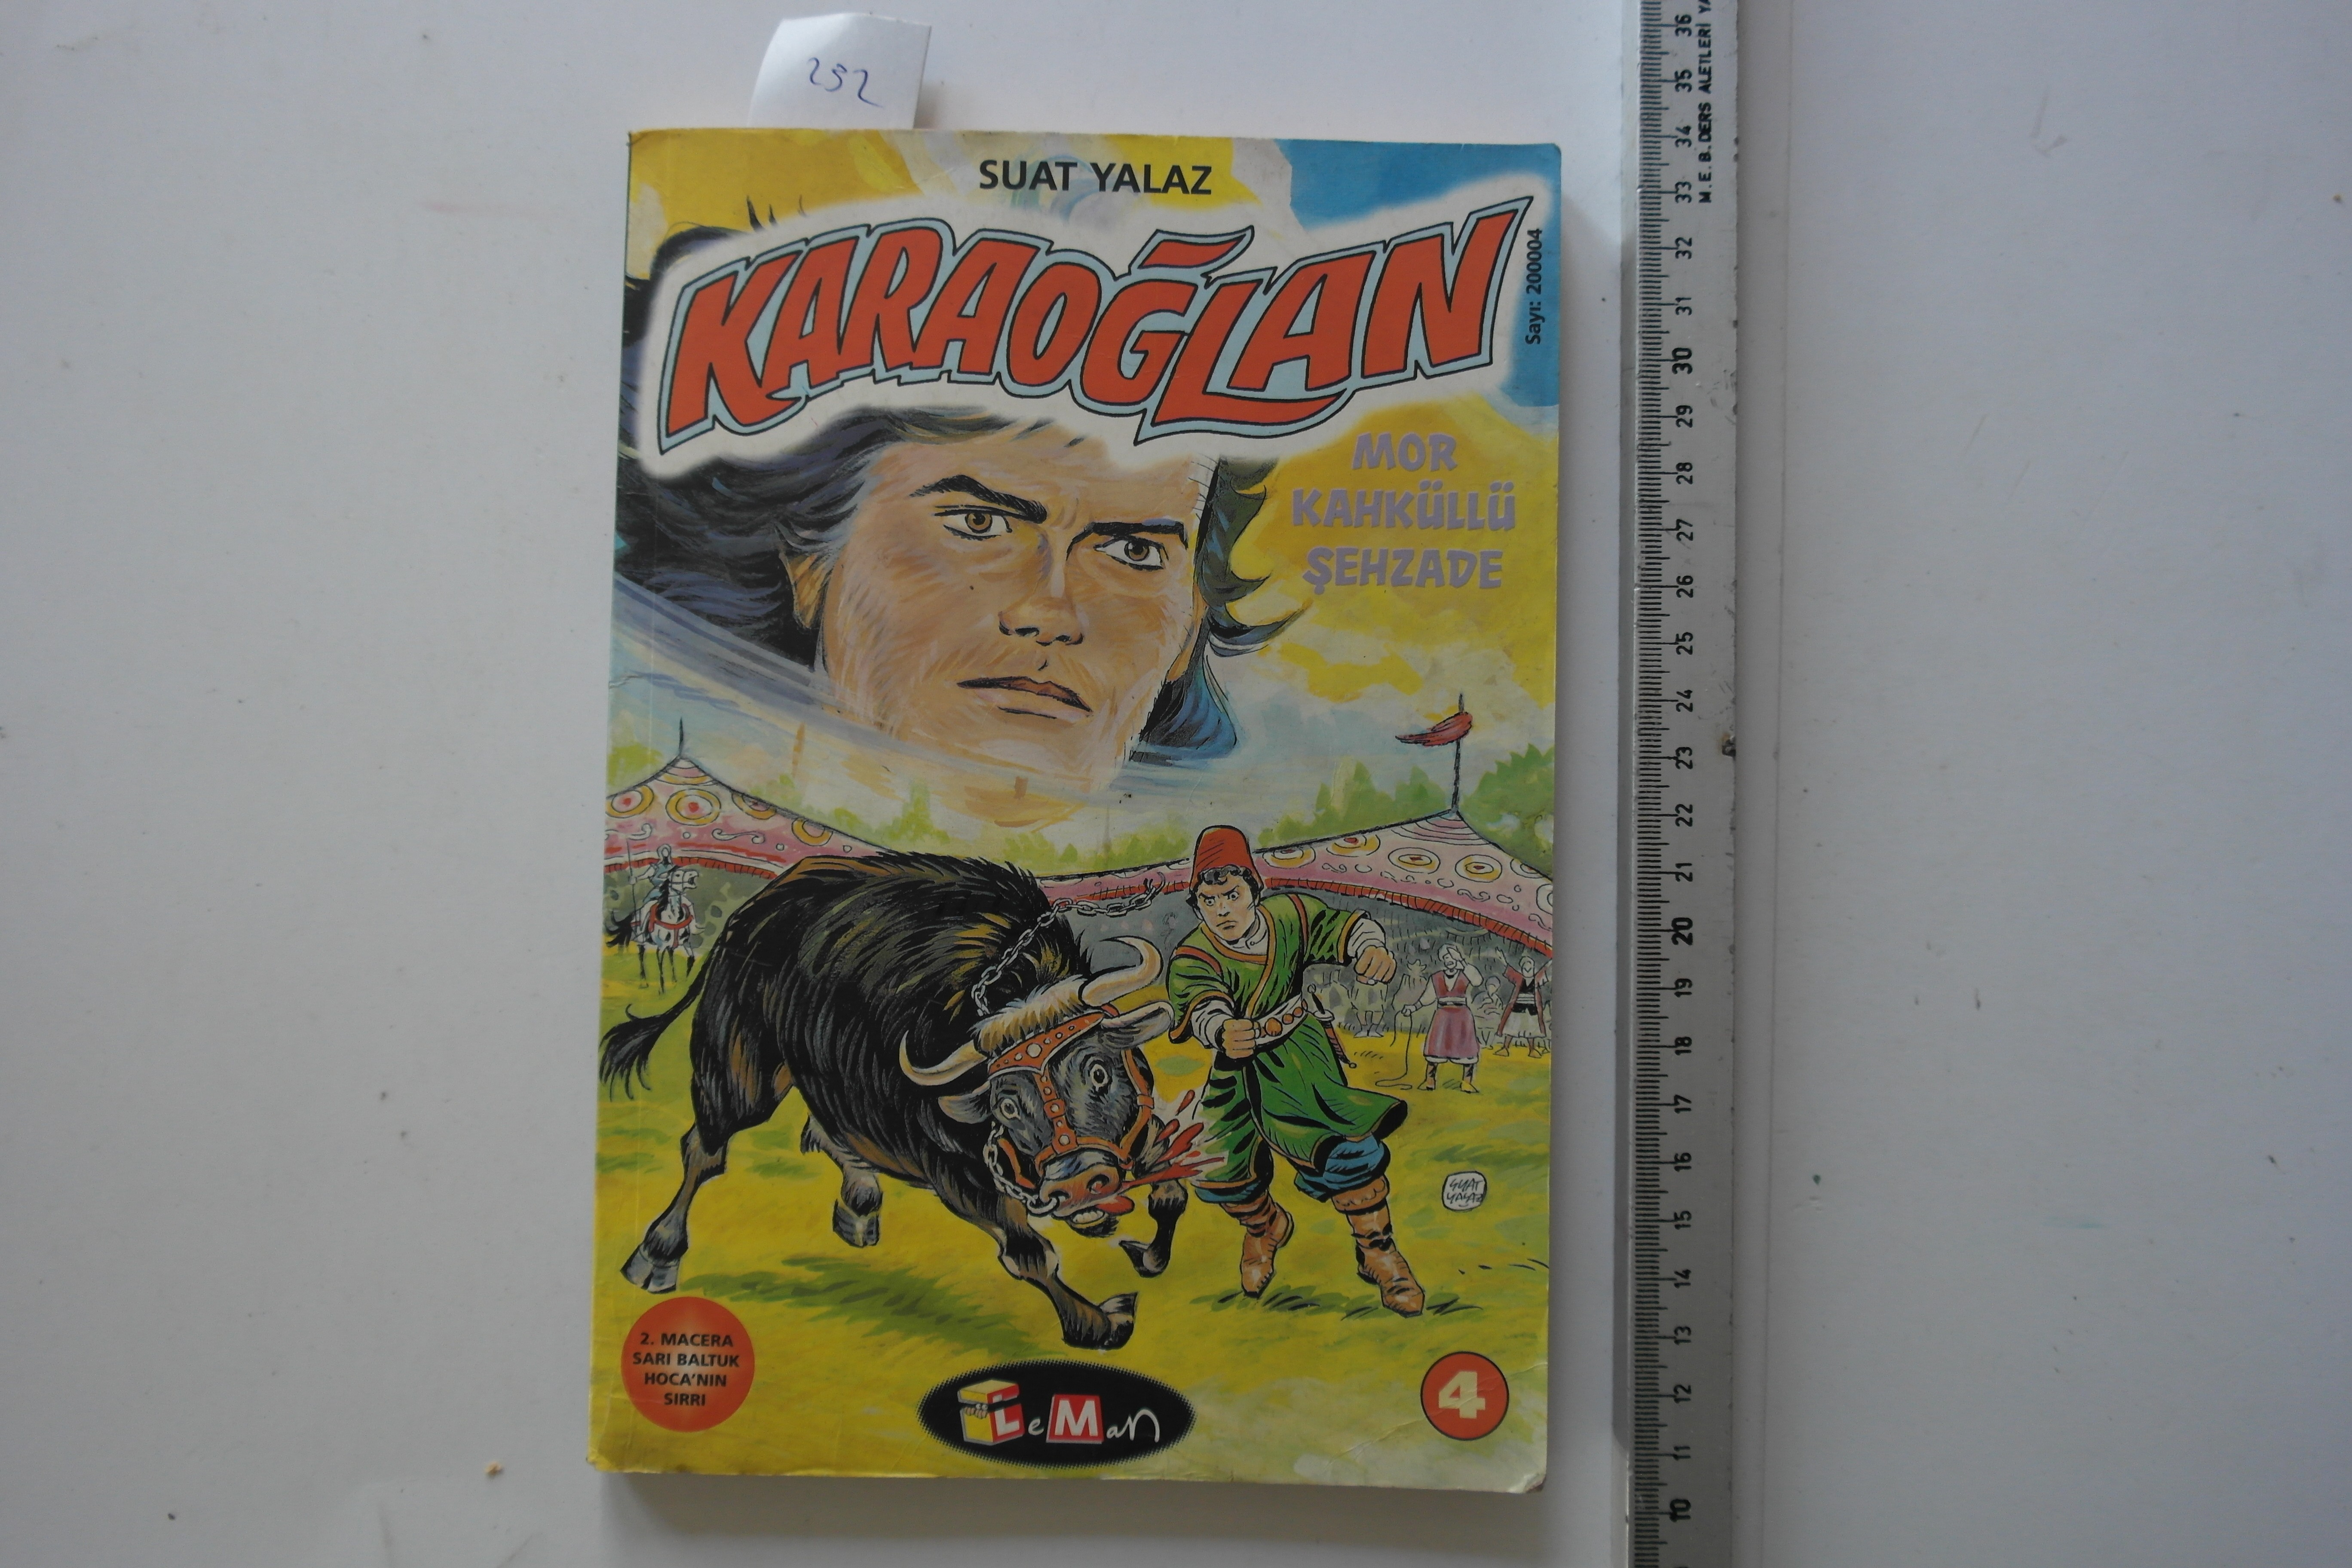 232
SUAT YALAZ
KARAOĞLAN
Sayı: 200004
MOR
KAHKÜLLÜ
ŞEHZADE
SUAT
YALAZ
2. MACERA
SARI BALTUK
HOCA'NIN
SIRRI
LeMan
4
M.E.B. DERS ALETLERİ
36
35
34
33
32
31
30
29
28
27
26
25
24
23
22
21
20
19
18
17
16
15
14
13
12
11
10